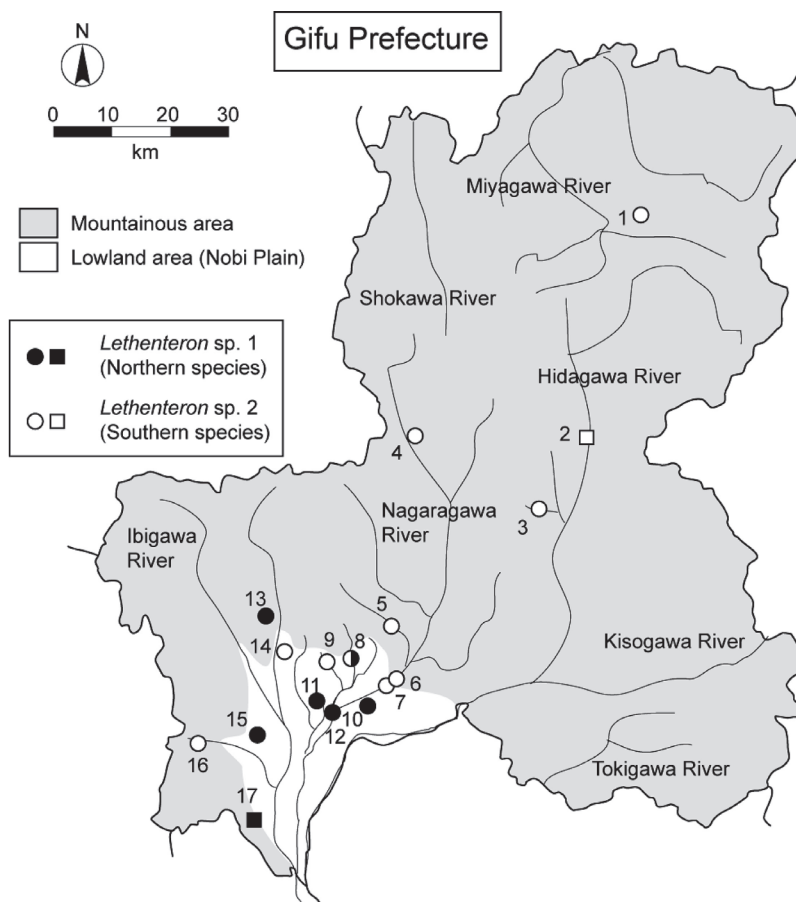 Gifu Prefecture
N
0 10 20 30
km
Mountainous area
Lowland area (Nobi Plain)
Lethenteron sp. 1
(Northern species)
Lethenteron sp. 2
(Southern species)
Miyagawa River
1
Shokawa River
Hidagawa River
2
4
3
Nagaragawa
River
Ibigawa
River
13
5
14
9
8
Kisogawa River
6
7
11
10
12
15
16
Tokigawa River
17